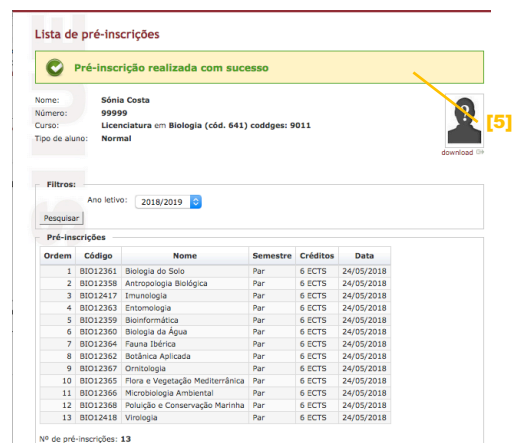 Lista de pré-inscrições
Pré-inscrição realizada com sucesso
Nome: Sónia Costa
Número: 99999
Curso: Licenciatura em Biologia (cód. 641) coddges: 9011
Tipo de aluno: Normal
[5]
download
Filtros:
Ano letivo: 2018/2019
Pesquisar
Pré-inscrições
Ordem Código Nome Semestre Créditos Data
1 BIO12361 Biologia do Solo Par 6 ECTS 24/05/2018
2 BIO12358 Antropologia Biológica Par 6 ECTS 24/05/2018
3 BIO12417 Imunologia Par 6 ECTS 24/05/2018
4 BIO12363 Entomologia Par 6 ECTS 24/05/2018
5 BIO12359 Bioinformática Par 6 ECTS 24/05/2018
6 BIO12360 Biologia da Água Par 6 ECTS 24/05/2018
7 BIO12364 Fauna Ibérica Par 6 ECTS 24/05/2018
8 BIO12362 Botânica Aplicada Par 6 ECTS 24/05/2018
9 BIO12367 Ornitologia Par 6 ECTS 24/05/2018
10 BIO12365 Flora e Vegetação Mediterrânica Par 6 ECTS 24/05/2018
11 BIO12366 Microbiologia Ambiental Par 6 ECTS 24/05/2018
12 BIO12368 Poluição e Conservação Marinha Par 6 ECTS 24/05/2018
13 BIO12418 Virologia Par 6 ECTS 24/05/2018
Nº de pré-inscrições: 13